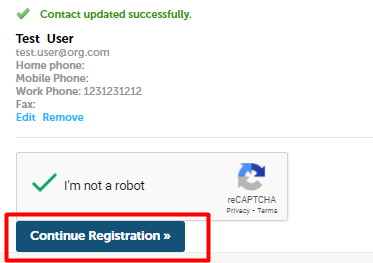 Contact updated successfully.
Test User
test.user@org.com
Home phone:
Mobile Phone:
Work Phone: 1231231212
Fax:
Edit Remove
I'm not a robot
reCAPTCHA
Privacy - Terms
Continue Registration »